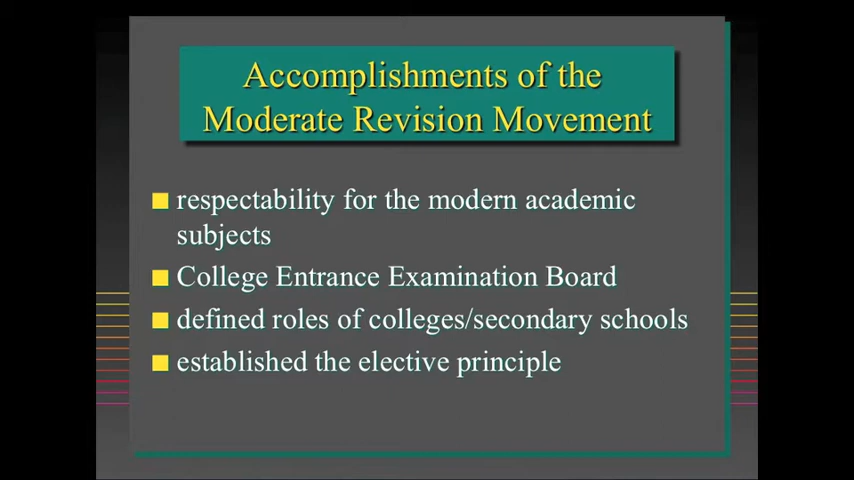 Accomplishments of the
Moderate Revision Movement
respectability for the modern academic
subjects
College Entrance Examination Board
defined roles of colleges/secondary schools
established the elective principle